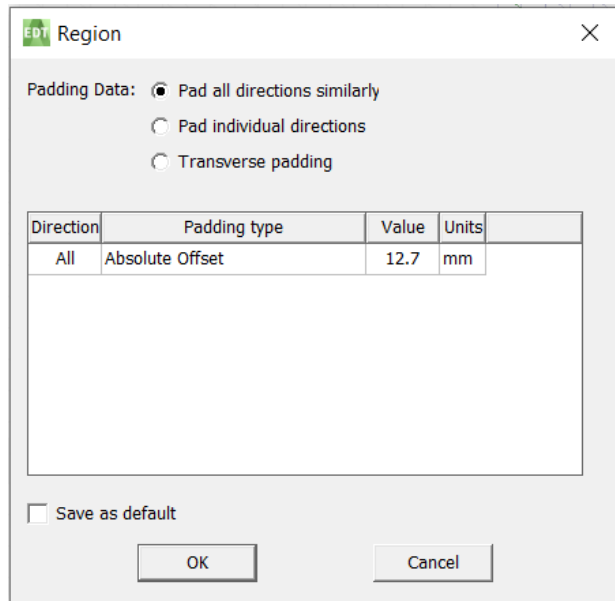 EDT Region
Padding Data: Pad all directions similarly
Pad individual directions
Transverse padding
Direction Padding type Value Units
All Absolute Offset 12.7 mm
Save as default
OK Cancel